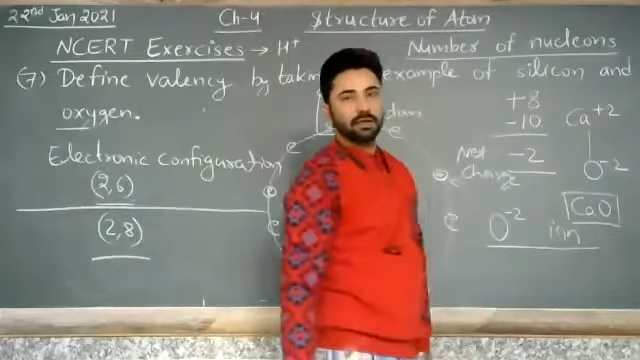 22nd Jan 2021 Ch-4 Structure of Atom
NCERT Exercises → H+ Number of nucleons
(7) Define valency by example of silicon and
oxygen.
Electronic configuration
(2,6)
(2,8)
e
e
e
e
Net
Charge
+8
-10
-2
O-2 ion
Ca+2
O-2
CaO